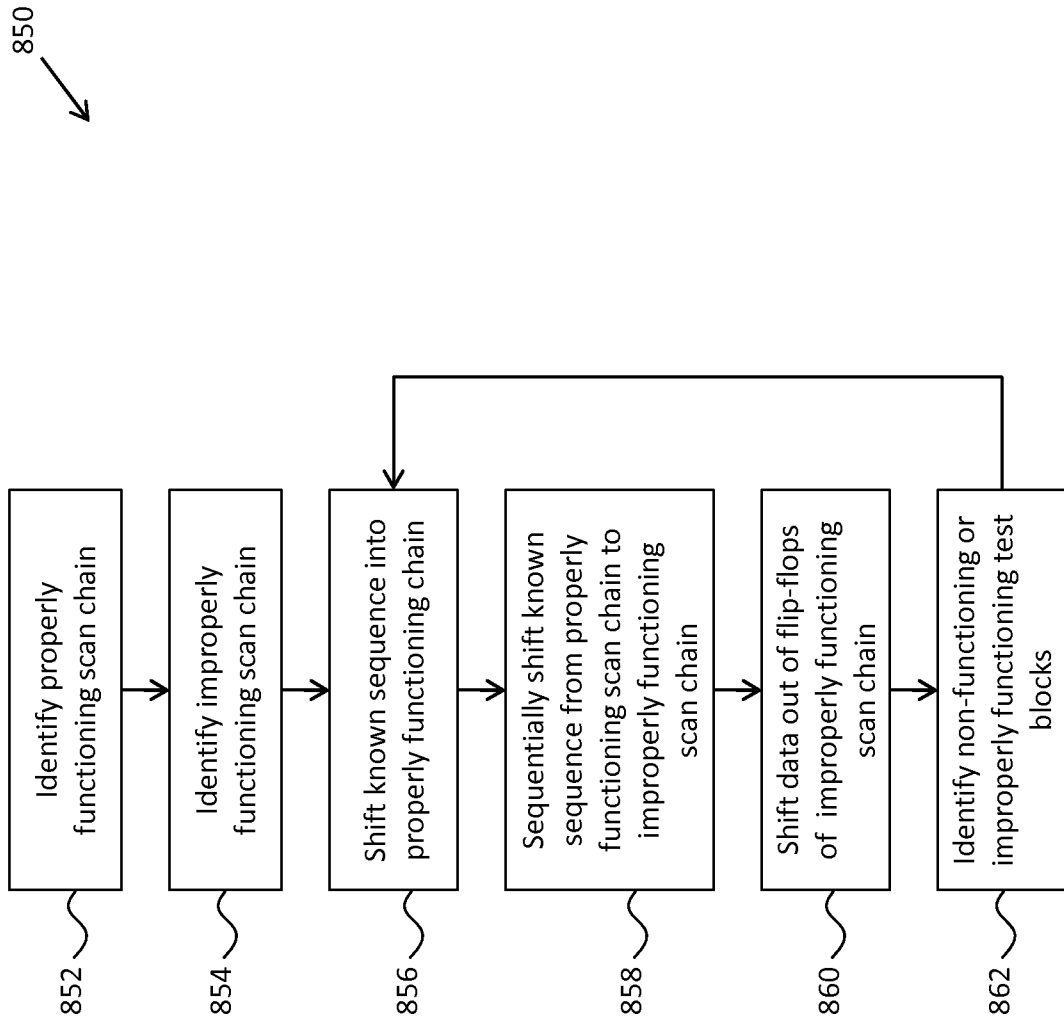 850
852
Identify properly
functioning scan chain
854
Identify improperly
functioning scan chain
856
Shift known sequence into
properly functioning chain
858
Sequentially shift known
sequence from properly
functioning scan chain to
improperly functioning
scan chain
860
Shift data out of flip-flops
of improperly functioning
scan chain
862
Identify non-functioning or
improperly functioning test
blocks